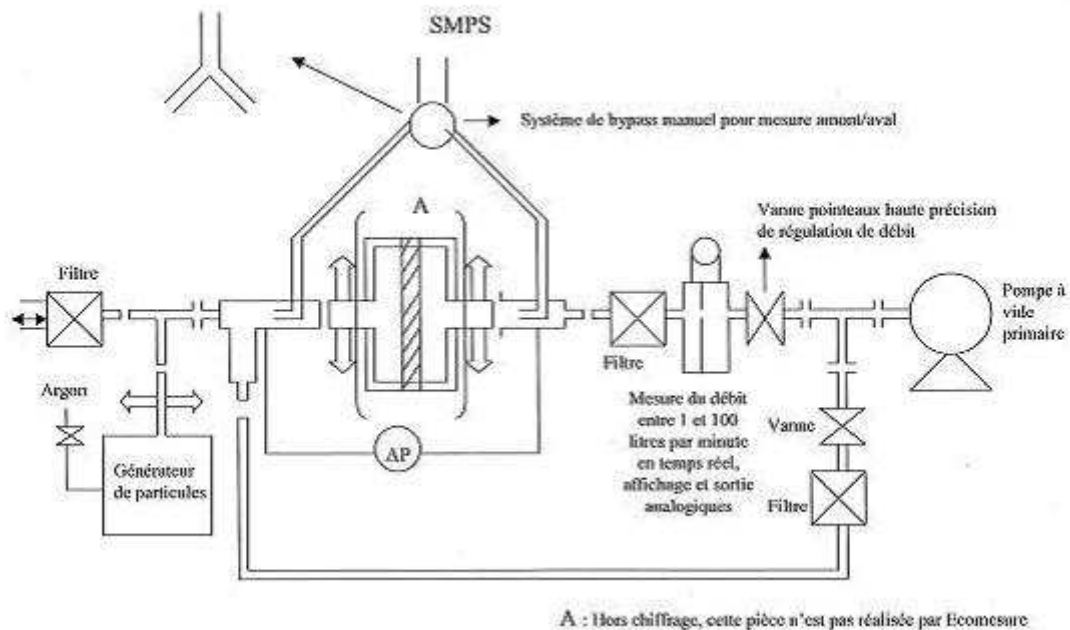 SMPS
Système de bypass manuel pour mesure amont/aval
A
Vanne pointeaux haute précision
de régulation de débit
Filtre
Pompe à
vide
primaire
Argon
Filtre
Mesure du débit
entre 1 et 100
litres par minute
en temps réel,
affichage et sortie
analogiques
Vanne
AP
Générateur
de particules
Filtre
A : Hors chiffrage, cette pièce n'est pas réalisée par Ecomesure